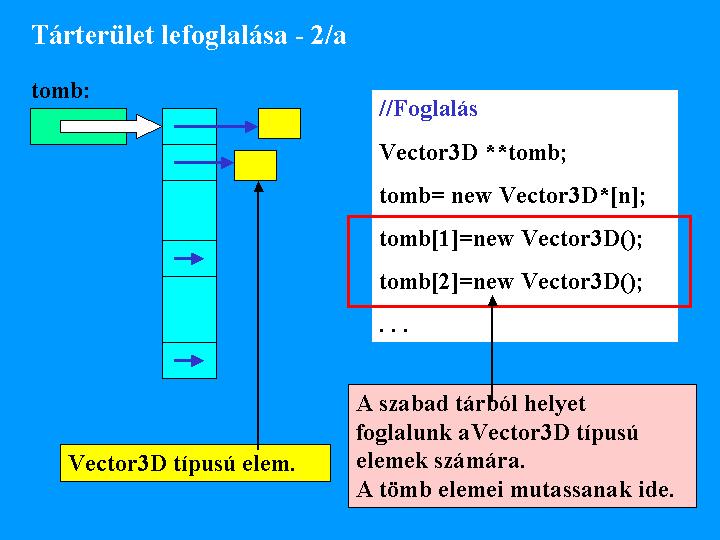 Tárterület lefoglalása - 2/a
tomb:
//Foglalás
Vector3D **tomb;
tomb= new Vector3D*[n];
tomb[1]=new Vector3D();
tomb[2]=new Vector3D();
. . .
Vector3D típusú elem.
A szabad tárból helyet
foglalunk aVector3D típusú
elemek számára.
A tömb elemei mutassanak ide.